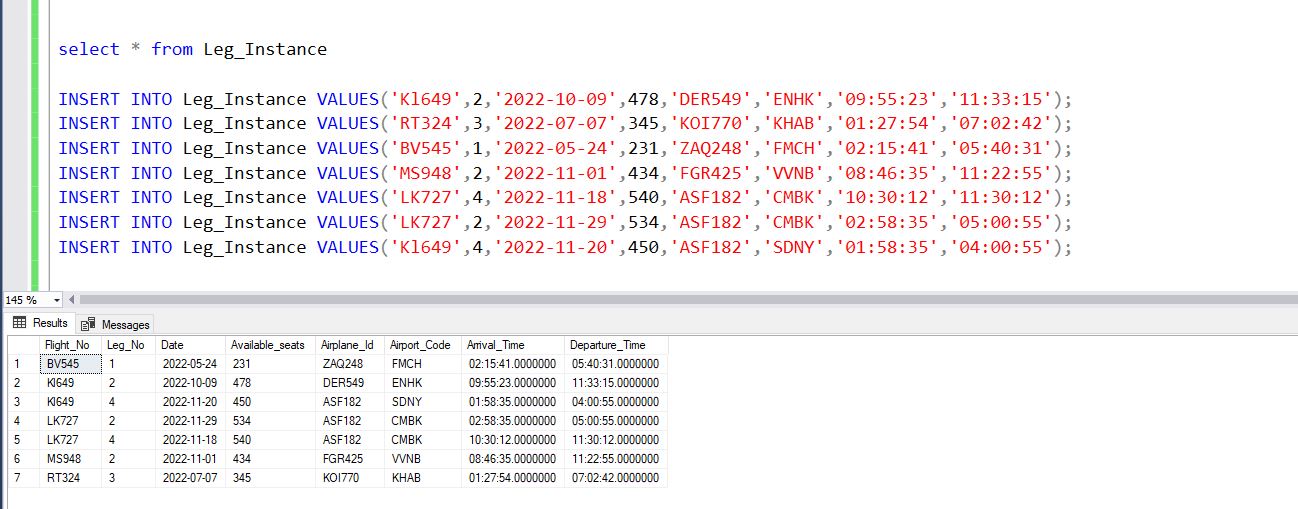 select * from Leg_Instance
INSERT INTO Leg_Instance VALUES('Kl649',2,'2022-10-09',478,'DER549','ENHK','09:55:23','11:33:15');
INSERT INTO Leg_Instance VALUES('RT324',3,'2022-07-07',345,'KOI770','KHAB','01:27:54','07:02:42');
INSERT INTO Leg_Instance VALUES('BV545',1,'2022-05-24',231,'ZAQ248','FMCH','02:15:41','05:40:31');
INSERT INTO Leg_Instance VALUES('MS948',2,'2022-11-01',434,'FGR425','VVNB','08:46:35','11:22:55');
INSERT INTO Leg_Instance VALUES('LK727',4,'2022-11-18',540,'ASF182','CMBK','10:30:12','11:30:12');
INSERT INTO Leg_Instance VALUES('LK727',2,'2022-11-29',534,'ASF182','CMBK','02:58:35','05:00:55');
INSERT INTO Leg_Instance VALUES('Kl649',4,'2022-11-20',450,'ASF182','SDNY','01:58:35','04:00:55');
145 %
Results Messages
Flight_No Leg_No Date Available_seats Airplane_Id Airport_Code Arrival_Time Departure_Time
1 BV545 1 2022-05-24 231 ZAQ248 FMCH 02:15:41.0000000 05:40:31.0000000
2 Kl649 2 2022-10-09 478 DER549 ENHK 09:55:23.0000000 11:33:15.0000000
3 Kl649 4 2022-11-20 450 ASF182 SDNY 01:58:35.0000000 04:00:55.0000000
4 LK727 2 2022-11-29 534 ASF182 CMBK 02:58:35.0000000 05:00:55.0000000
5 LK727 4 2022-11-18 540 ASF182 CMBK 10:30:12.0000000 11:30:12.0000000
6 MS948 2 2022-11-01 434 FGR425 VVNB 08:46:35.0000000 11:22:55.0000000
7 RT324 3 2022-07-07 345 KOI770 KHAB 01:27:54.0000000 07:02:42.0000000